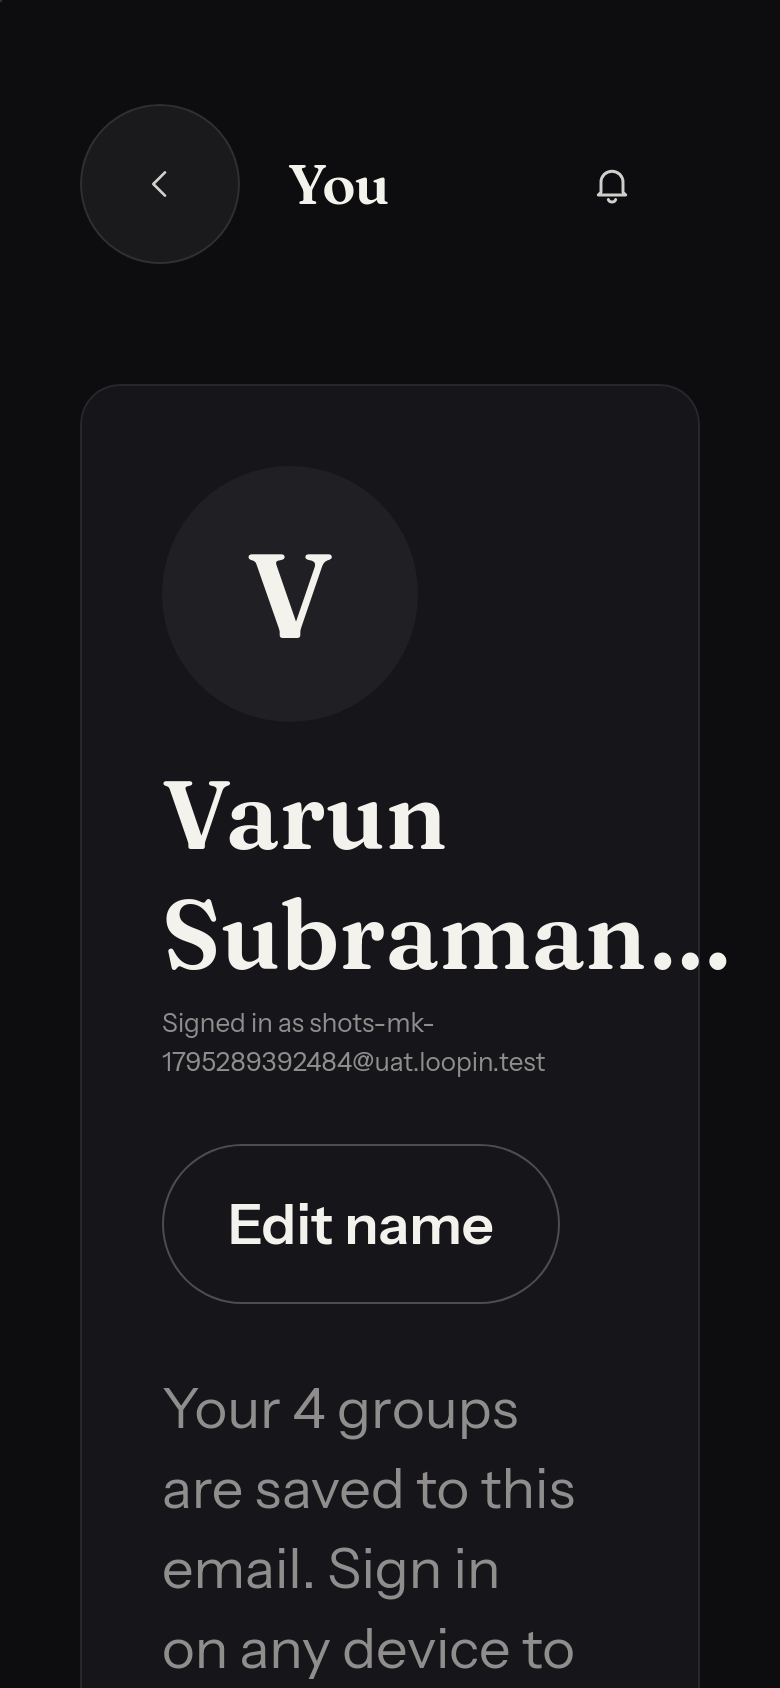 You
V
Varun
Subraman...
Signed in as shots-mk-
1795289392484@uat.loopin.test
Edit name
Your 4 groups
are saved to this
email. Sign in
on any device to